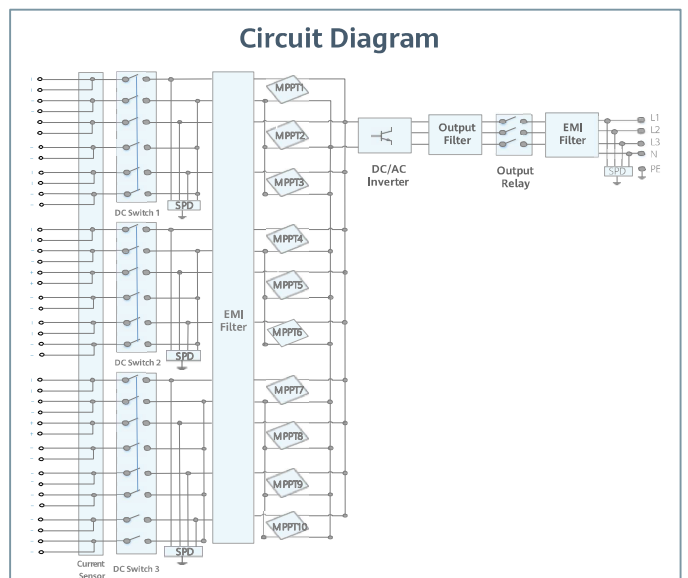 Circuit Diagram
MPPT1
MPPT2
MPPT3
SPD
DC Switch 1
MPPT4
MPPT5
MPPT6
EMI
Filter
SPD
DC Switch 2
MPPT7
MPPT8
MPPT9
MPPT10
SPD
Current
Sensor
DC Switch 3
DC/AC
Inverter
Output
Filter
Output
Relay
EMI
Filter
SPD
L1
L2
L3
N
PE